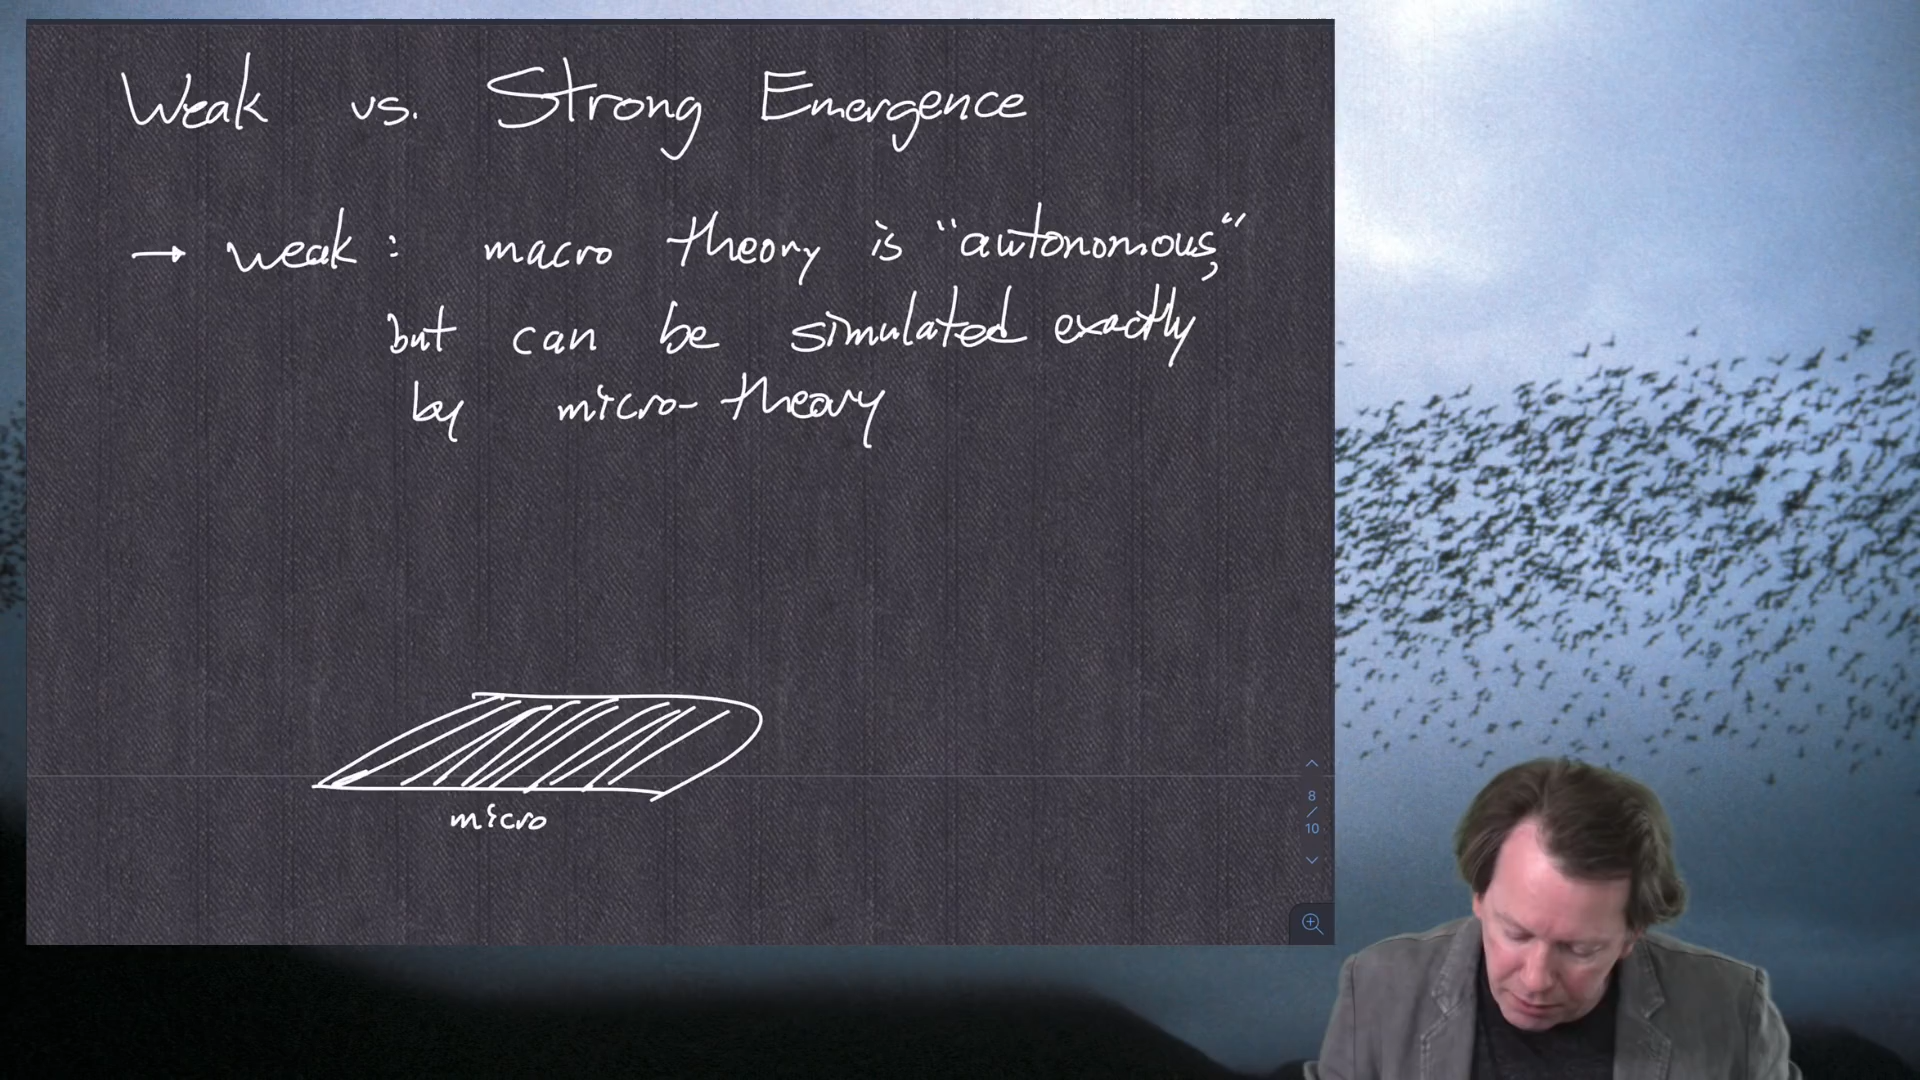 Weak vs. Strong Emergence
→ weak: macro theory is "autonomous,"
but can be simulated exactly
by micro-theory
micro
8
/
10